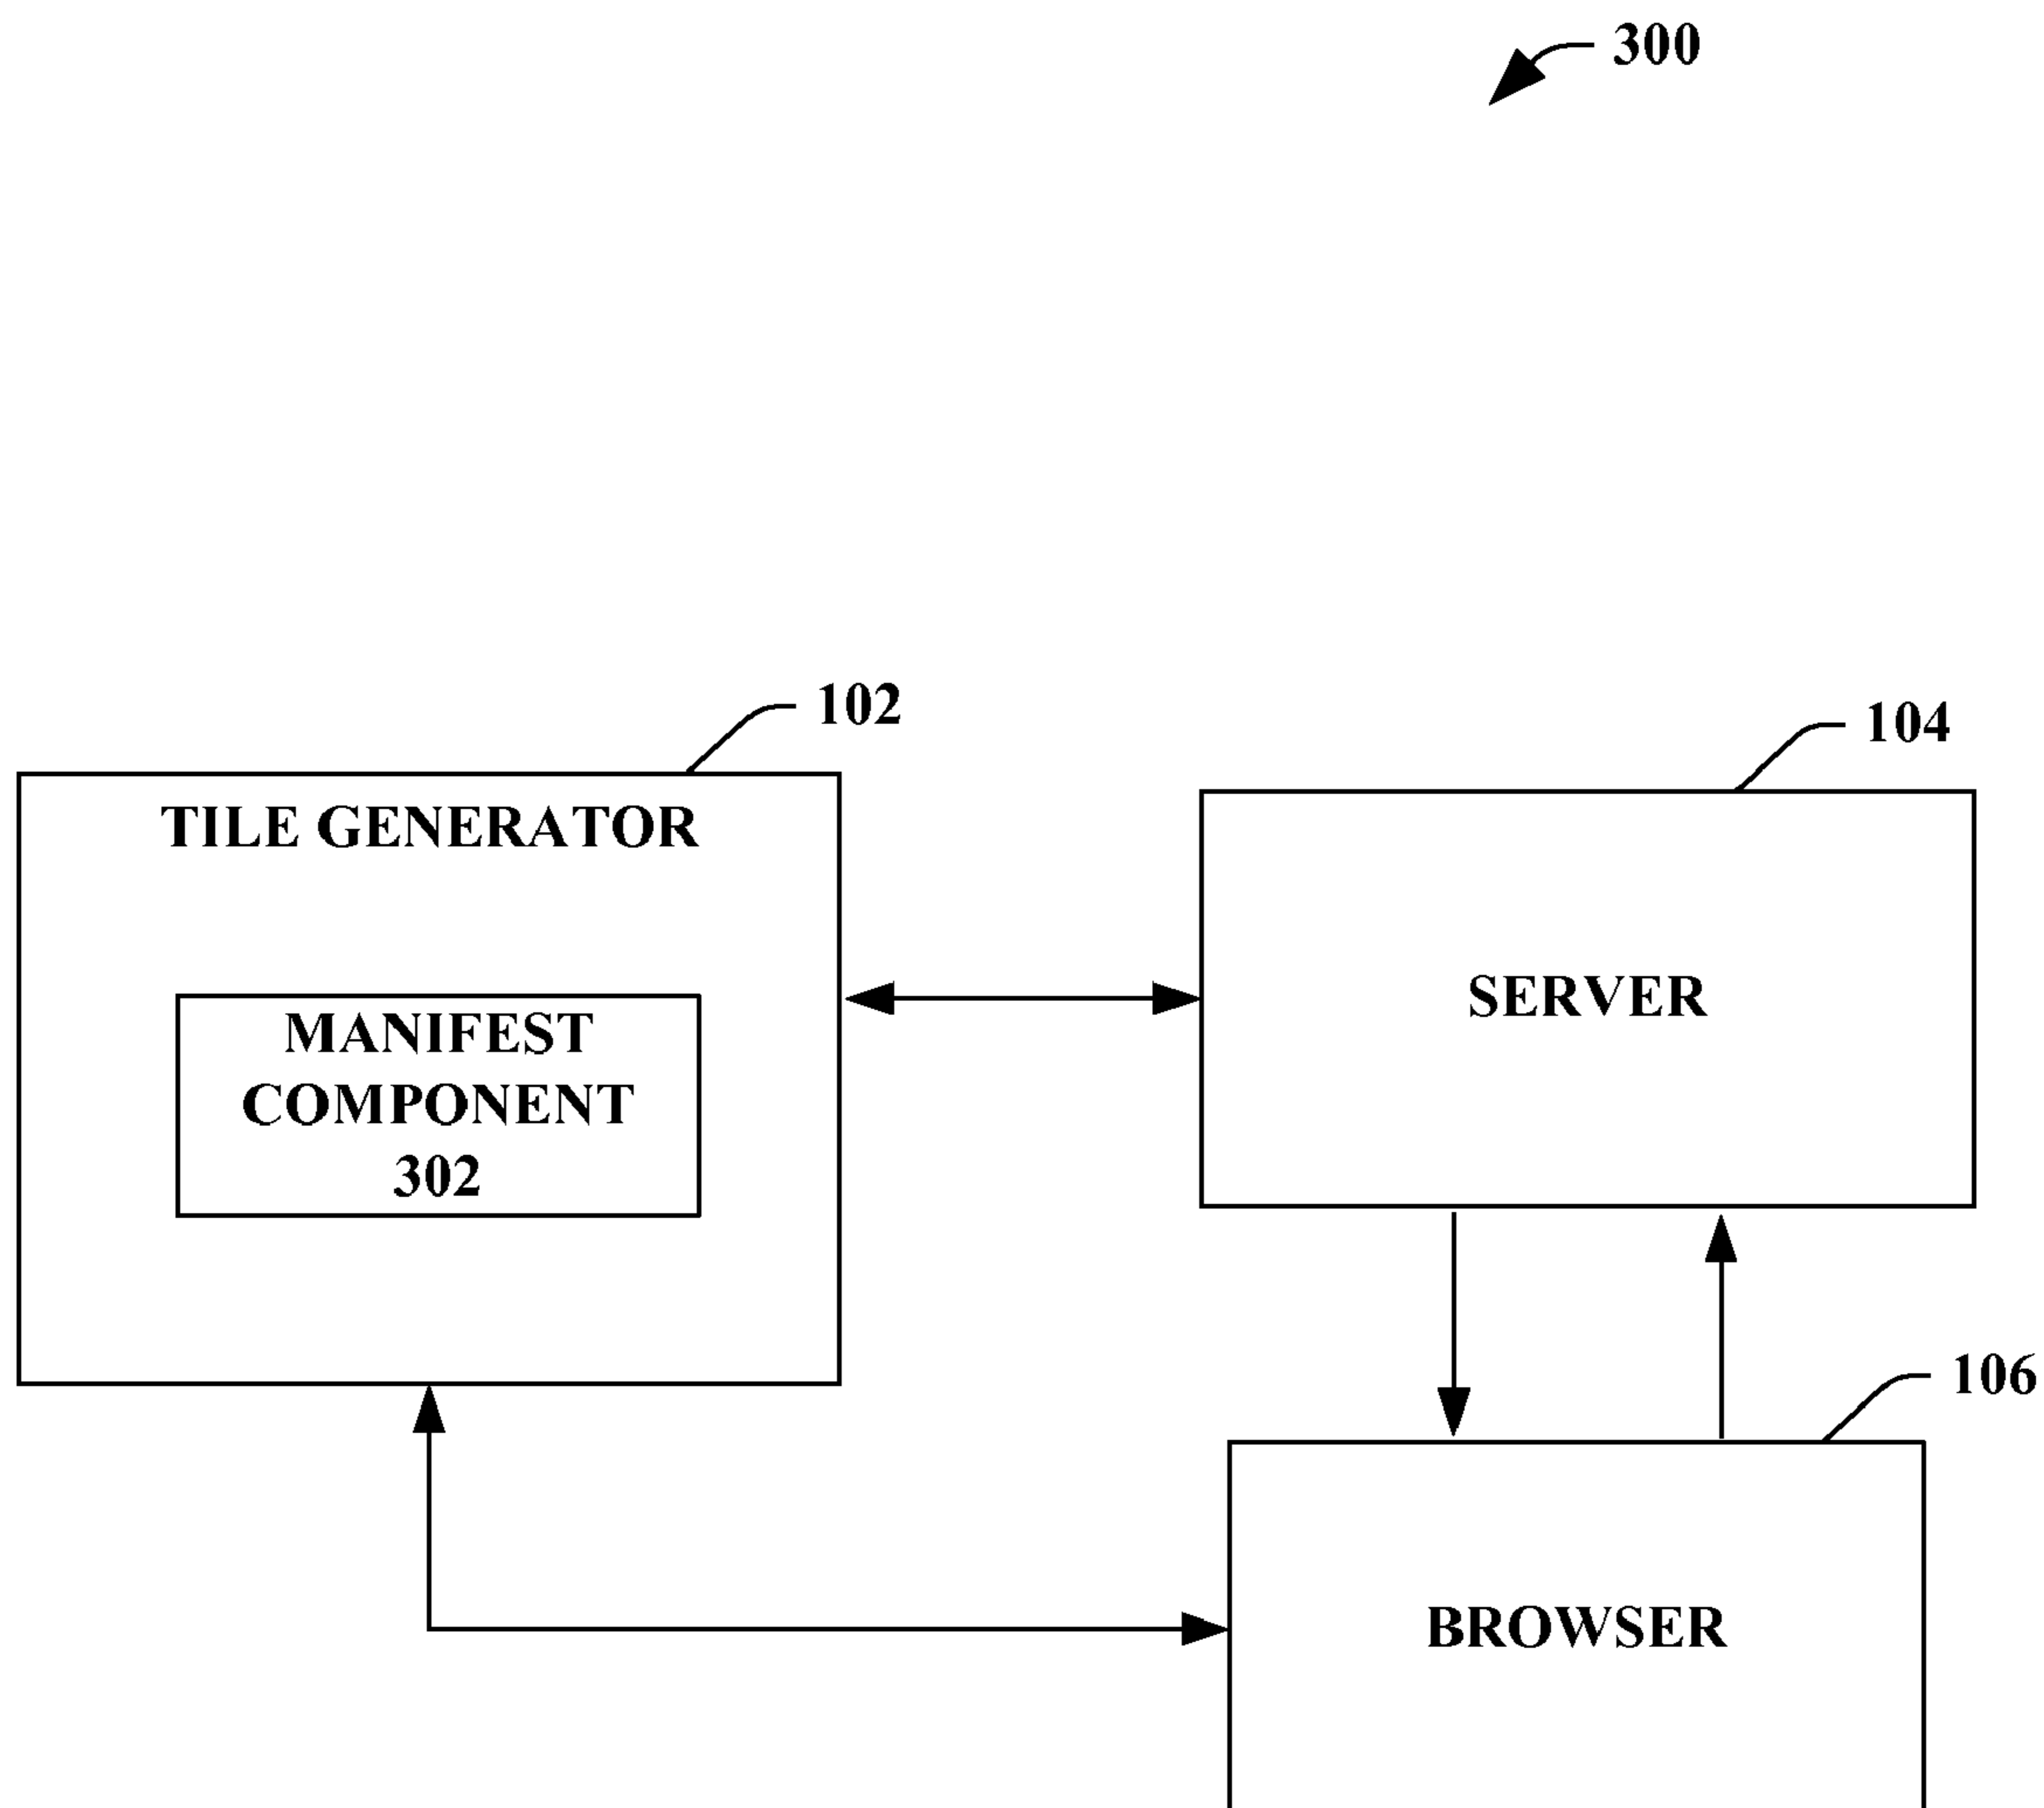 300
102
104
TILE GENERATOR
SERVER
MANIFEST
COMPONENT
302
106
BROWSER